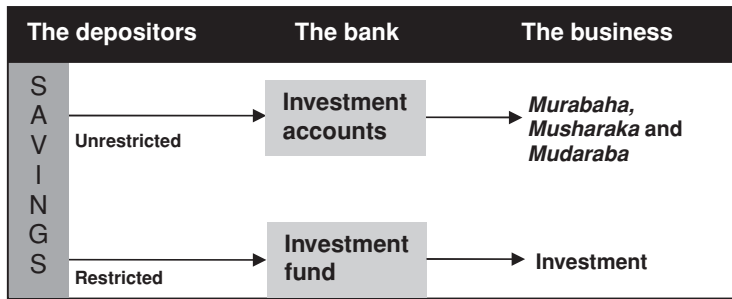 The depositors The bank The business
S
A
V
I
N
G
S
Unrestricted
Investment
accounts
Murabaha,
Musharaka and
Mudaraba
Restricted
Investment
fund
Investment